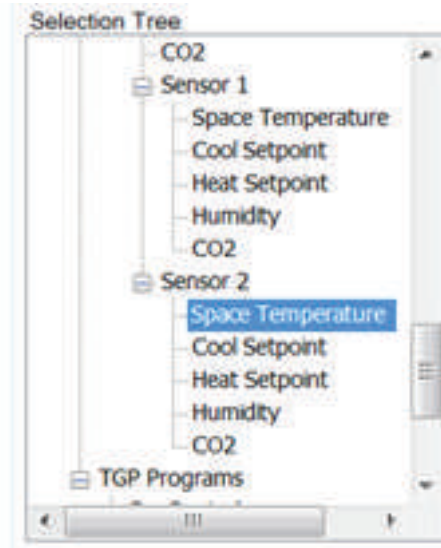 Selection Tree
CO2
Sensor 1
Space Temperature
Cool Setpoint
Heat Setpoint
Humidity
CO2
Sensor 2
Space Temperature
Cool Setpoint
Heat Setpoint
Humidity
CO2
TGP Programs